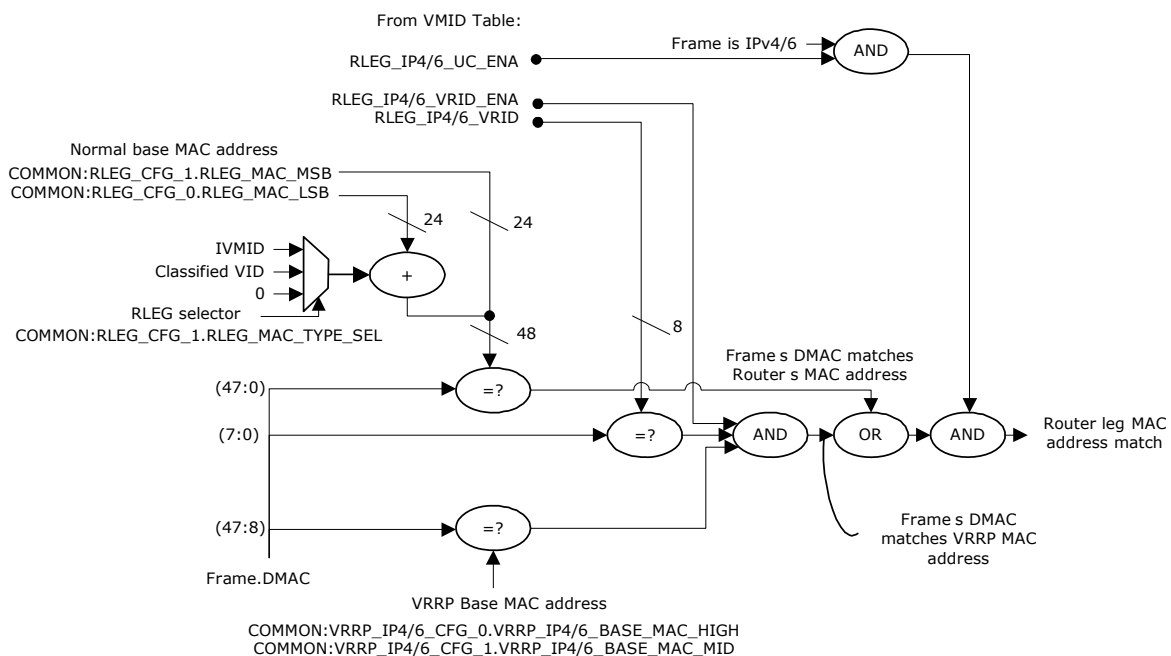 From VMID Table:
Frame is IPv4/6
AND
RLEG_IP4/6_UC_ENA
RLEG_IP4/6_VRID_ENA
RLEG_IP4/6_VRID
Normal base MAC address
COMMON:RLEG_CFG_1.RLEG_MAC_MSB
COMMON:RLEG_CFG_0.RLEG_MAC_LSB
24
24
IVMID
Classified VID
0
+
RLEG selector
COMMON:RLEG_CFG_1.RLEG_MAC_TYPE_SEL
48
8
Frame s DMAC matches
Router s MAC address
(47:0)
=?
(7:0)
=?
AND
OR
AND
Router leg MAC
address match
(47:8)
=?
Frame s DMAC
matches VRRP MAC
address
Frame.DMAC
VRRP Base MAC address
COMMON:VRRP_IP4/6_CFG_0.VRRP_IP4/6_BASE_MAC_HIGH
COMMON:VRRP_IP4/6_CFG_1.VRRP_IP4/6_BASE_MAC_MID